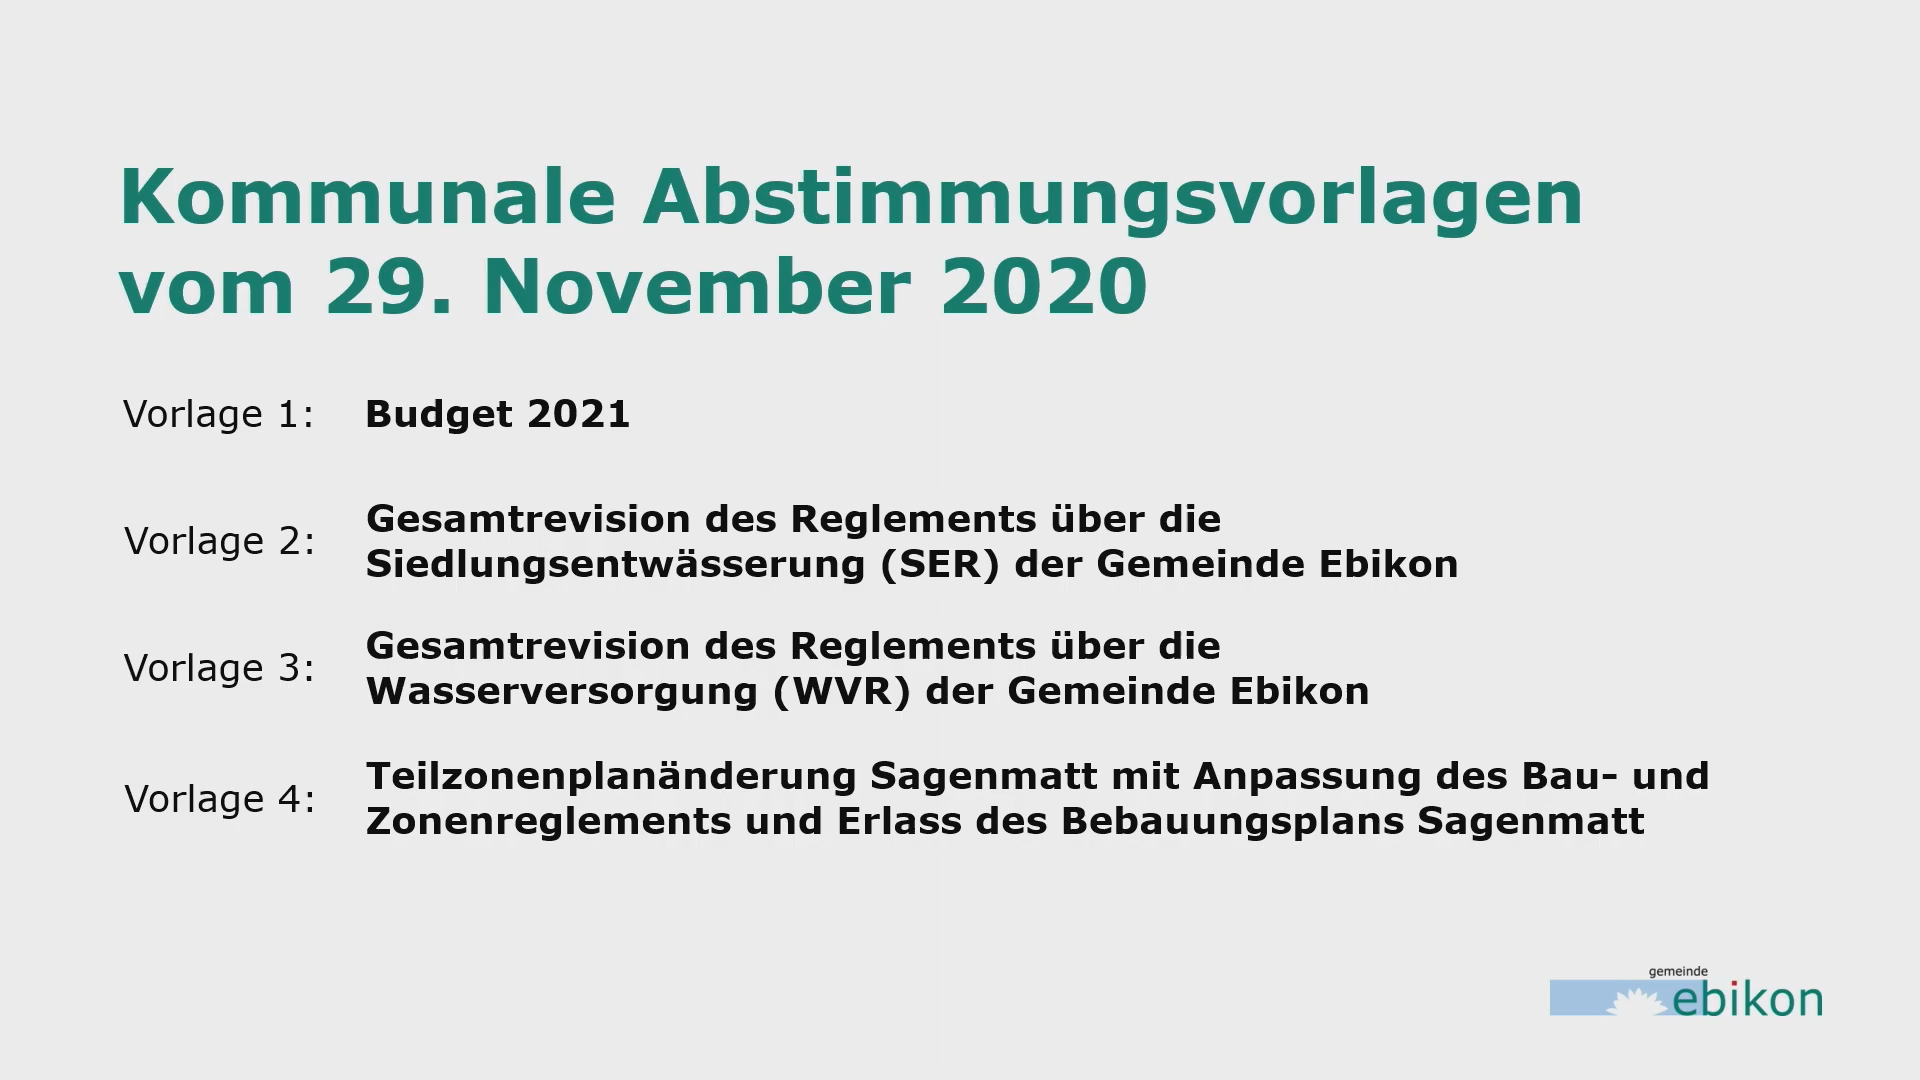 Kommunale Abstimmungsvorlagen
vom 29. November 2020
Vorlage 1: Budget 2021
Vorlage 2: Gesamtrevision des Reglements über die
Siedlungsentwässerung (SER) der Gemeinde Ebikon
Vorlage 3: Gesamtrevision des Reglements über die
Wasserversorgung (WVR) der Gemeinde Ebikon
Vorlage 4: Teilzonenplanänderung Sagenmatt mit Anpassung des Bau- und
Zonenreglements und Erlass des Bebauungsplans Sagenmatt
gemeinde
ebikon